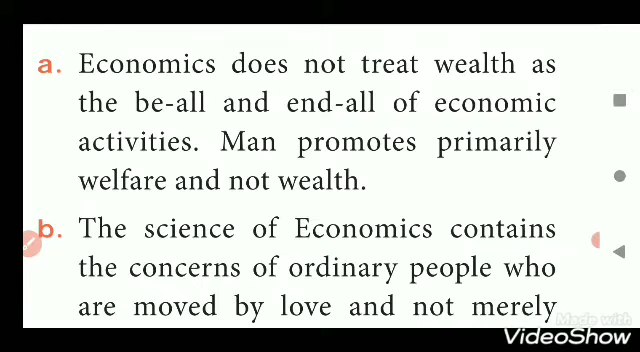 a. Economics does not treat wealth as
the be-all and end-all of economic
activities. Man promotes primarily
welfare and not wealth.
b. The science of Economics contains
the concerns of ordinary people who
are moved by love and not merely
Made with
VideoShow